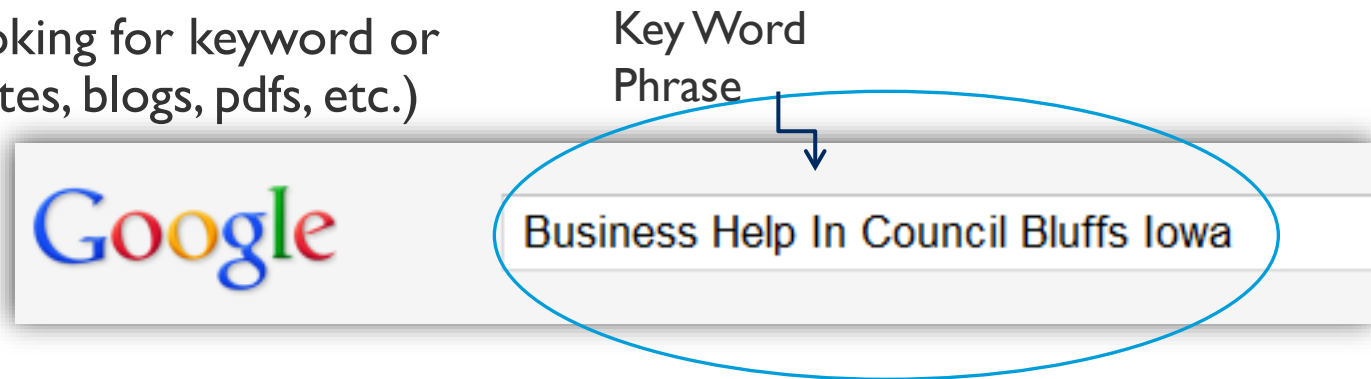 oking for keyword or
tes, blogs, pdfs, etc.)
Key Word
Phrase
Google
Business Help In Council Bluffs Iowa